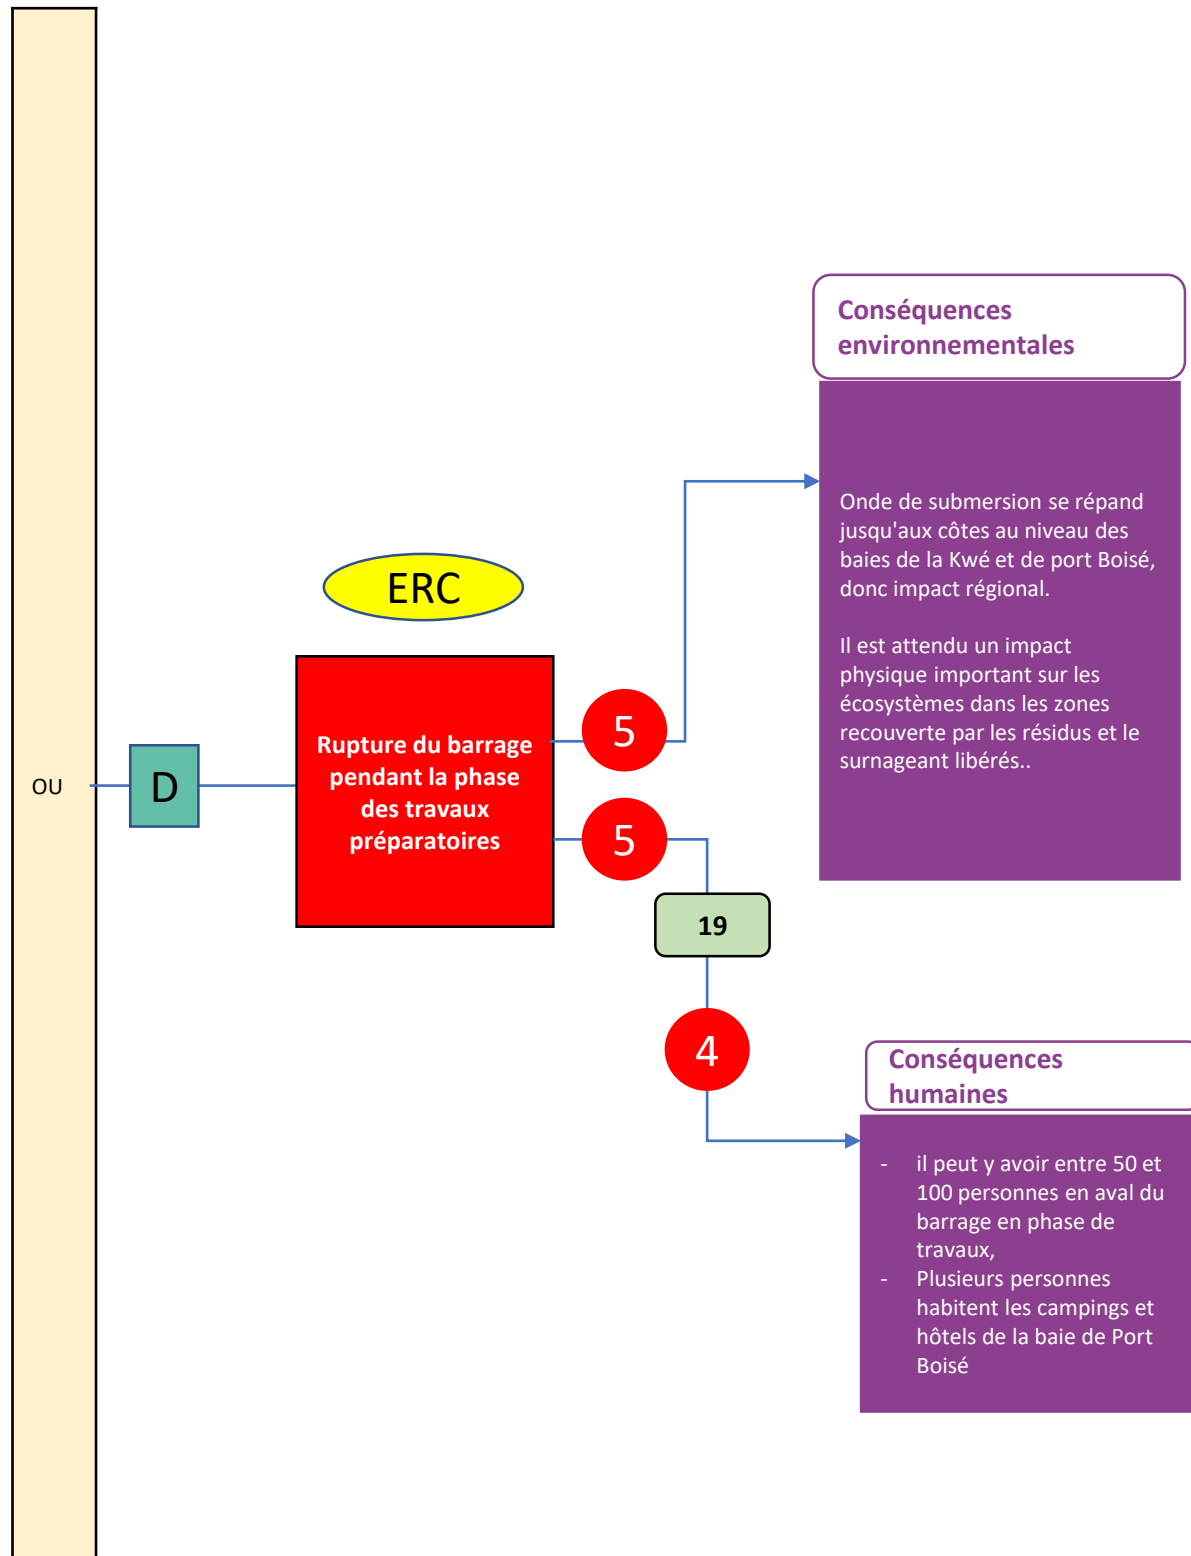 OU
D
ERC
Rupture du barrage
pendant la phase
des travaux
préparatoires
5
5
19
4
Conséquences
environnementales
Onde de submersion se répand
jusqu'aux côtes au niveau des
baies de la Kwé et de port Boisé,
donc impact régional.
Il est attendu un impact
physique important sur les
écosystèmes dans les zones
recouverte par les résidus et le
surnageant libérés..
Conséquences
humaines
- il peut y avoir entre 50 et
100 personnes en aval du
barrage en phase de
travaux,
- Plusieurs personnes
habitent les campings et
hôtels de la baie de Port
Boisé